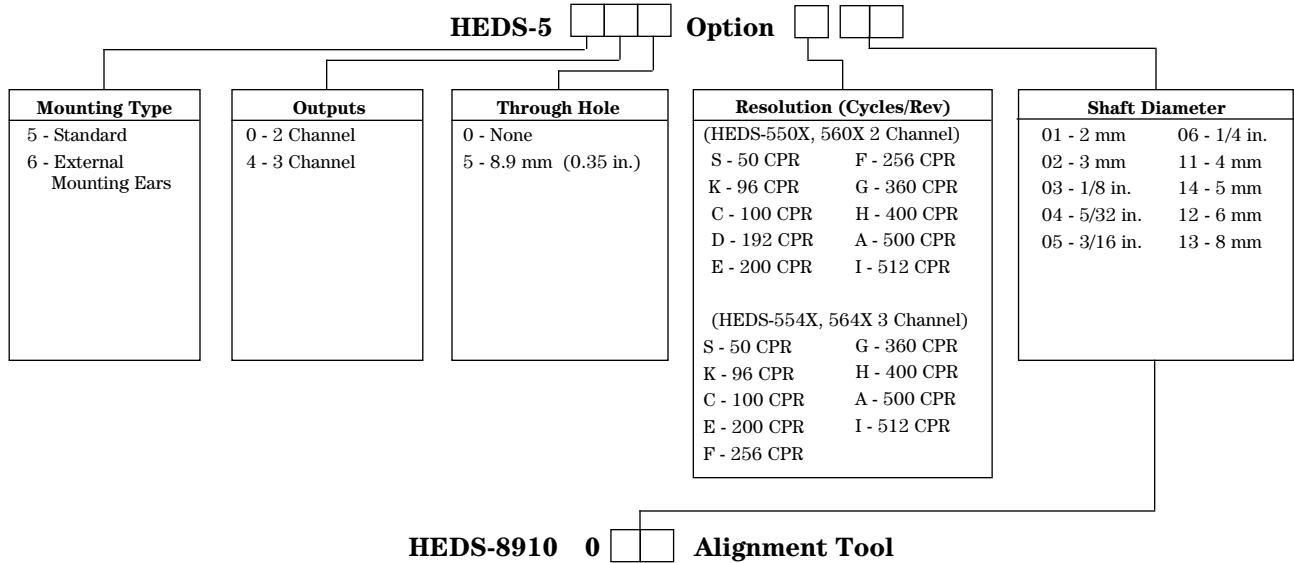 HEDS-5 Option
Mounting Type
5 - Standard
6 - External
Mounting Ears
Outputs
0 - 2 Channel
4 - 3 Channel
Through Hole
0 - None
5 - 8.9 mm (0.35 in.)
Resolution (Cycles/Rev)
(HEDS-550X, 560X 2 Channel)
S - 50 CPR F - 256 CPR
K - 96 CPR G - 360 CPR
C - 100 CPR H - 400 CPR
D - 192 CPR A - 500 CPR
E - 200 CPR I - 512 CPR
(HEDS-554X, 564X 3 Channel)
S - 50 CPR G - 360 CPR
K - 96 CPR H - 400 CPR
C - 100 CPR A - 500 CPR
E - 200 CPR I - 512 CPR
F - 256 CPR
Shaft Diameter
01 - 2 mm 06 - 1/4 in.
02 - 3 mm 11 - 4 mm
03 - 1/8 in. 14 - 5 mm
04 - 5/32 in. 12 - 6 mm
05 - 3/16 in. 13 - 8 mm
HEDS-8910 0 Alignment Tool